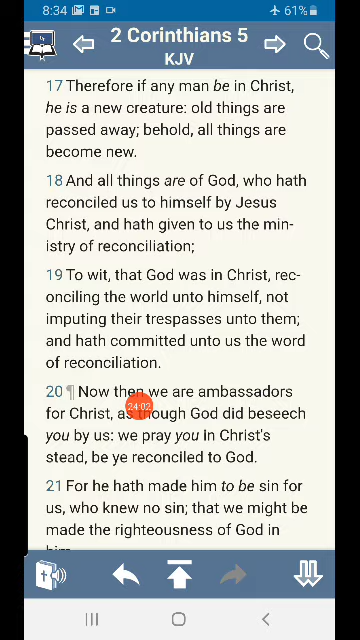 8:34 61%
2 Corinthians 5
KJV
17 Therefore if any man be in Christ,
he is a new creature: old things are
passed away; behold, all things are
become new.
18 And all things are of God, who hath
reconciled us to himself by Jesus
Christ, and hath given to us the min-
istry of reconciliation;
19 To wit, that God was in Christ, rec-
onciling the world unto himself, not
imputing their trespasses unto them;
and hath committed unto us the word
of reconciliation.
20 ¶ Now then we are ambassadors
24:02
for Christ, as though God did beseech
you by us: we pray you in Christ's
stead, be ye reconciled to God.
21 For he hath made him to be sin for
us, who knew no sin; that we might be
made the righteousness of God in
him.